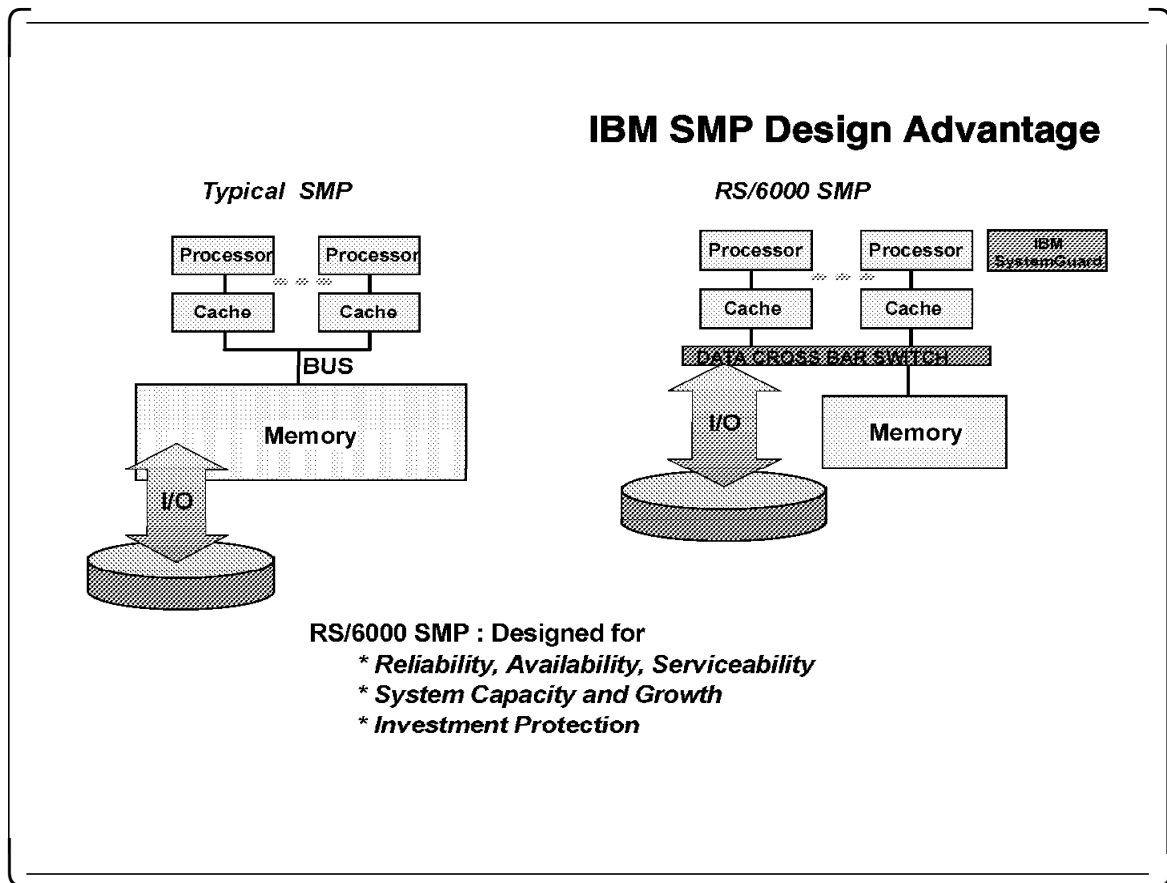 IBM SMP Design Advantage
Typical SMP
Processor Processor
Cache Cache
BUS
Memory
I/O
RS/6000 SMP
Processor Processor
IBM
SystemGuard
Cache Cache
DATA CROSS BAR SWITCH
I/O
Memory
RS/6000 SMP : Designed for
* Reliability, Availability, Serviceability
* System Capacity and Growth
* Investment Protection